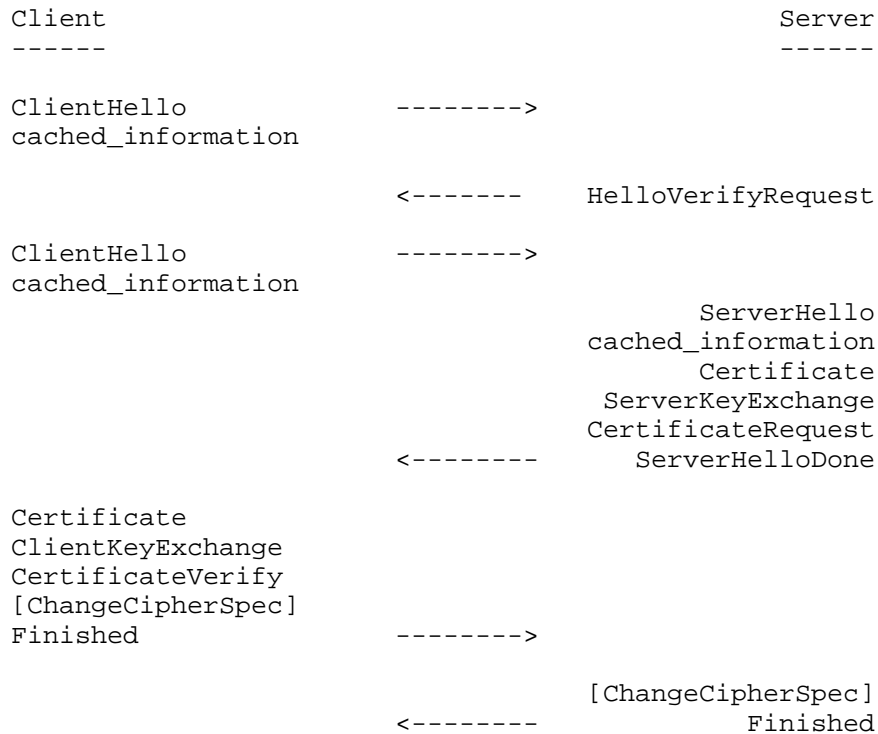 Client Server
------ ------
ClientHello -------->
cached_information
<------- HelloVerifyRequest
ClientHello -------->
cached_information
ServerHello
cached_information
Certificate
ServerKeyExchange
CertificateRequest
<-------- ServerHelloDone
Certificate
ClientKeyExchange
CertificateVerify
[ChangeCipherSpec]
Finished -------->
[ChangeCipherSpec]
<-------- Finished